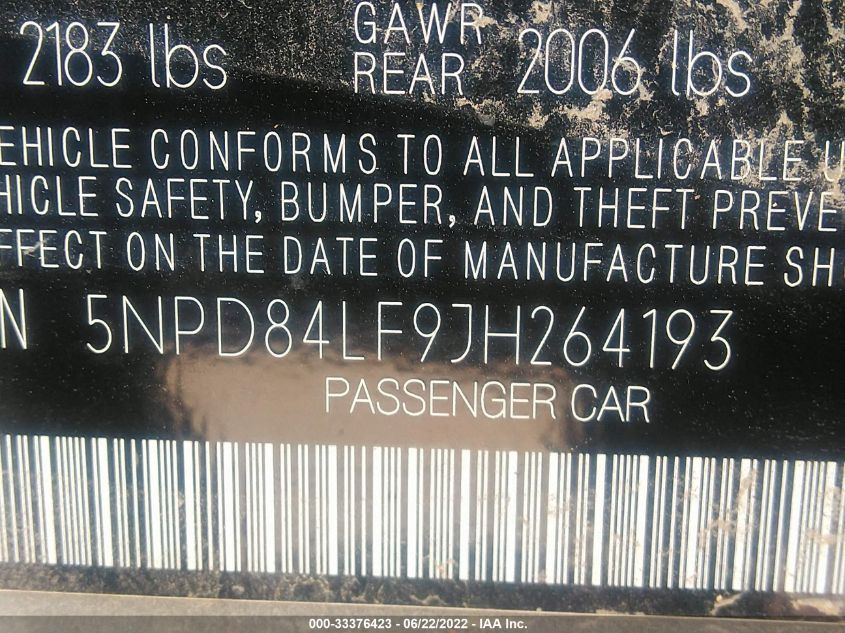 2183 lbs GAWR REAR 2006 lbs
VEHICLE CONFORMS TO ALL APPLICABLE U
HICLE SAFETY, BUMPER, AND THEFT PREVE
FFECT ON THE DATE OF MANUFACTURE SH
N 5NPD84LF9JH264193
PASSENGER CAR
000-33376423 - 06/22/2022 - IAA Inc.